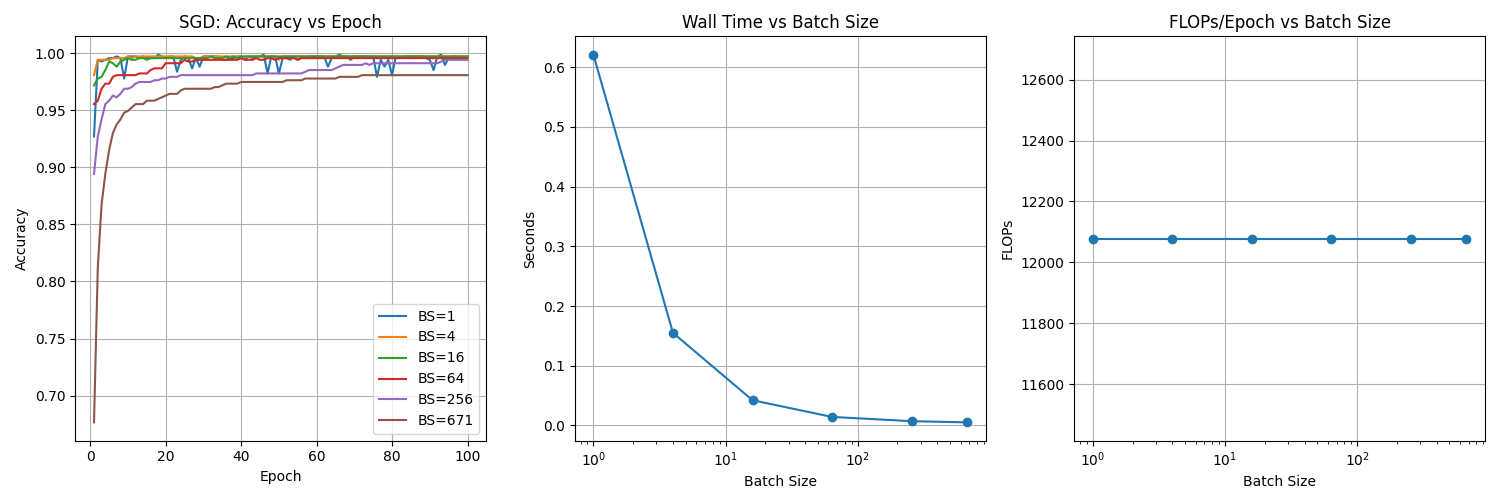 SGD: Accuracy vs Epoch
1.00
0.95
0.90
0.85
0.80
0.75
0.70
Accuracy
0
20
40
60
80
100
Epoch
BS=1
BS=4
BS=16
BS=64
BS=256
BS=671
Wall Time vs Batch Size
0.6
0.5
0.4
0.3
0.2
0.1
0.0
Seconds
10⁰
10¹
10²
Batch Size
FLOPs/Epoch vs Batch Size
12600
12400
12200
12000
11800
11600
FLOPs
10⁰
10¹
10²
Batch Size